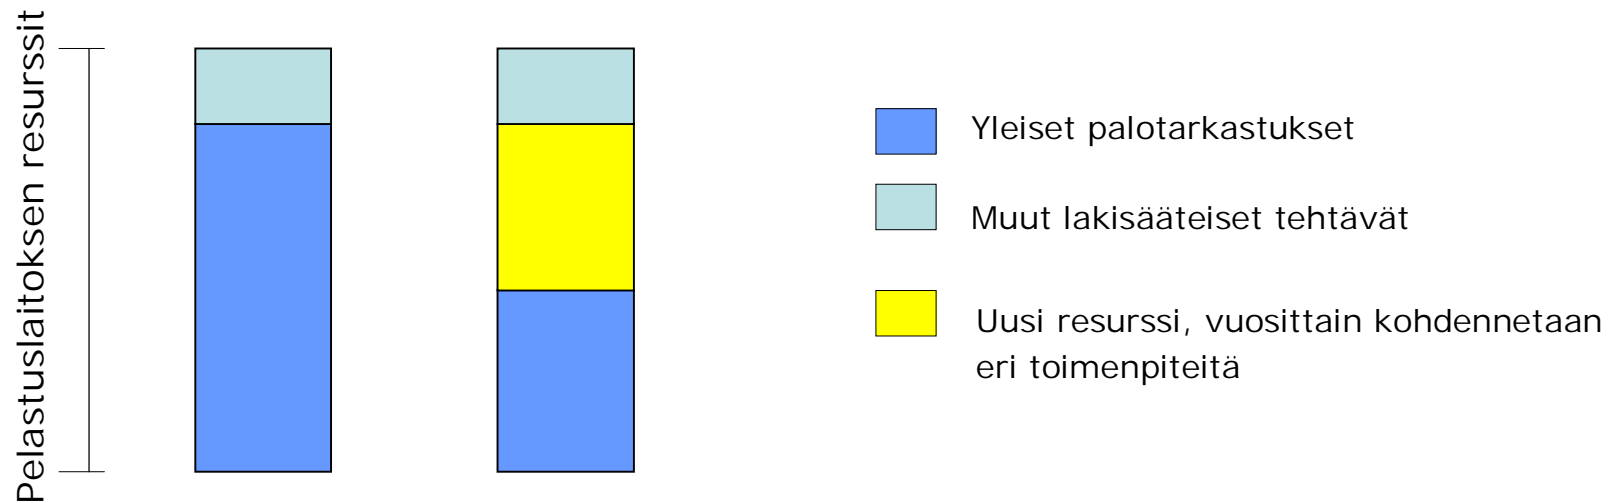 Pelastuslaitoksen resurssit
Yleiset palotarkastukset
Muut lakisääteiset tehtävät
Uusi resurssi, vuosittain kohdennetaan
eri toimenpiteitä